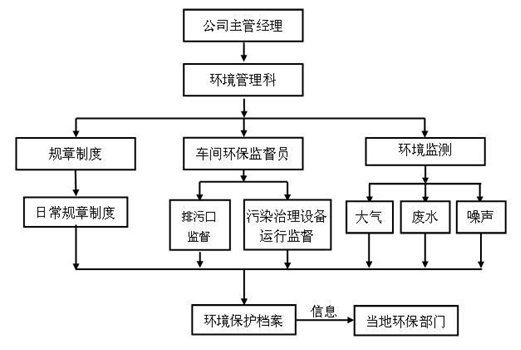 公司主管经理
环境管理科
规章制度
车间环保监督员
环境监测
日常规章制度
排污口
监督
污染治理设备
运行监督
大气
废水
噪声
环境保护档案
信息
当地环保部门